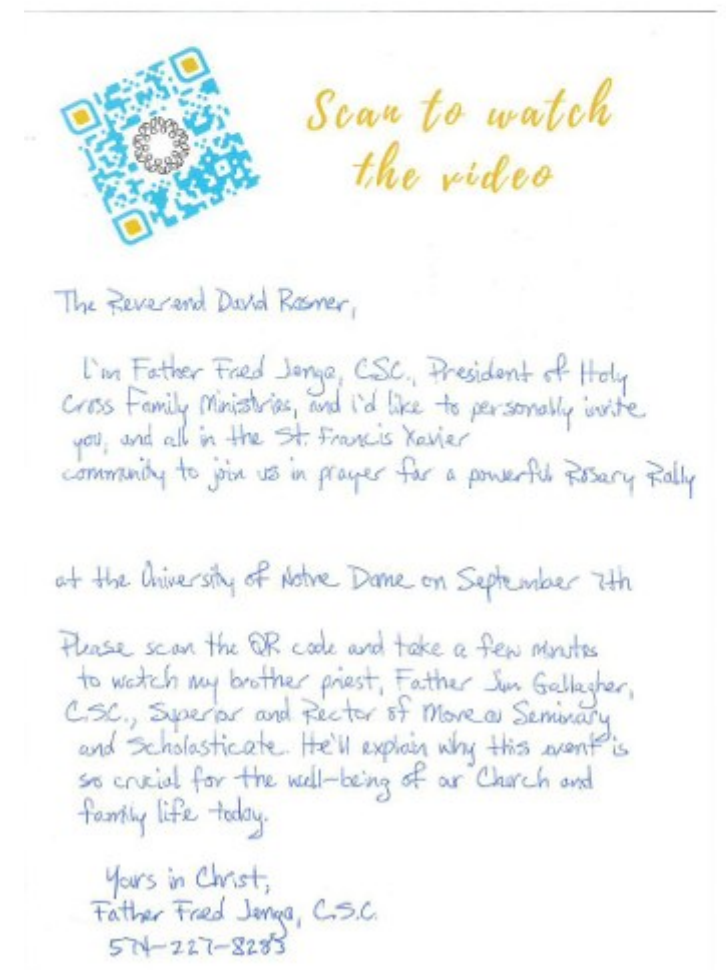 Scan to watch
the video
The Reverend David Rosmer,
I'm Father Fred Jenga, CSC., President of Holy
Cross Family Ministries, and i'd like to personally invite
you, and all in the St. Francis Xavier
community to join us in prayer for a powerful Rosary Rally
at the University of Notre Dame on September 7th
Please scan the QR code and take a few minutes
to watch my brother priest, Father Jim Gallagher,
C.S.C., Superior and Rector of Moreau Seminary
and Scholasticate. He'll explain why this event is
so crucial for the well-being of our Church and
family life today.
Yours in Christ,
Father Fred Jenga, C.S.C.
574-227-8283